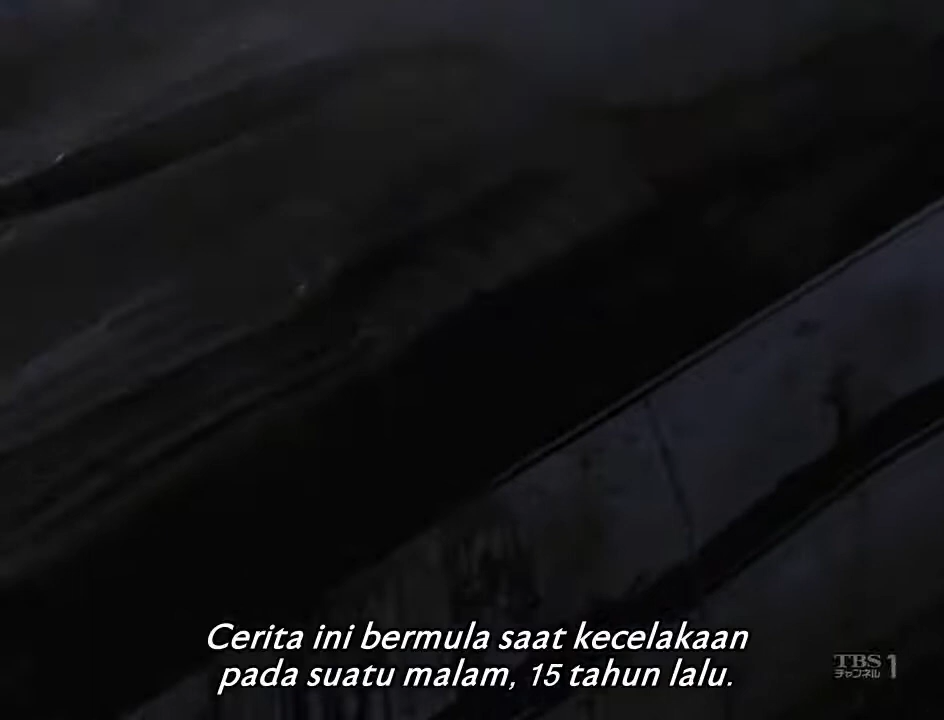 Cerita ini bermula saat kecelakaan
pada suatu malam, 15 tahun lalu.
TBS 1
チャンネル